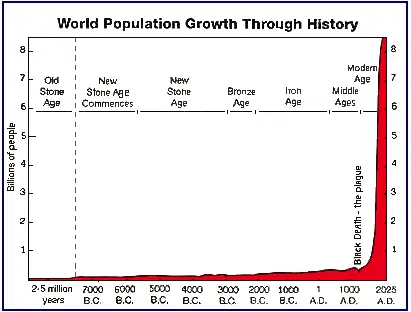 World Population Growth Through History
8
7
6
5
4
3
2
1
Billions of people
8
7
6
5
4
3
2
1
Old
Stone
Age
New
Stone Age
Commences
New
Stone
Age
Bronze
Age
Iron
Age
Middle
Ages
Modern
Age
Black Death - the plague
2-5 million
years
7000
B.C.
6000
B.C.
5000
B.C.
4000
B.C.
3000
B.C.
2000
B.C.
1000
B.C.
1
A.D.
1000
A.D.
2025
A.D.